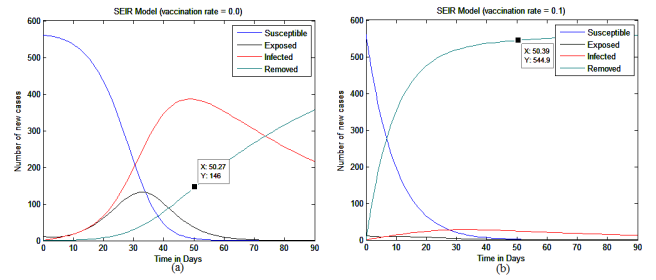 SEIR Model (vaccination rate = 0.0)
Number of new cases
600
500
400
300
200
100
0
Susceptible
Exposed
Infected
Removed
X: 50.27
Y: 146
0 10 20 30 40 50 60 70 80 90
Time in Days
(a)
SEIR Model (vaccination rate = 0.1)
Number of new cases
600
500
400
300
200
100
0
Susceptible
Exposed
Infected
Removed
X: 50.39
Y: 544.9
0 10 20 30 40 50 60 70 80 90
Time in Days
(b)